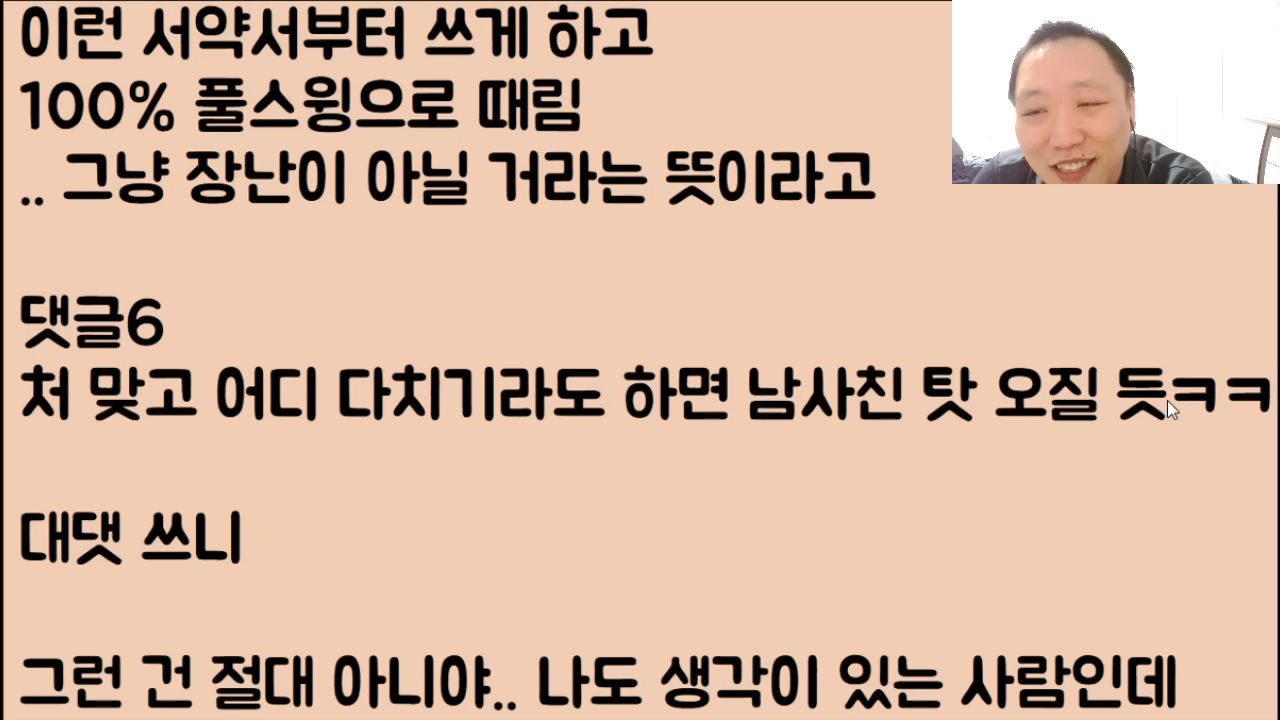 이런 서약서부터 쓰게 하고
100% 풀스윙으로 때림
.. 그냥 장난이 아닐 거라는 뜻이라고
댓글6
처 맞고 어디 다치기라도 하면 남사친 탓 오질 듯ㅋㅋ
대댓 쓰니
그런 건 절대 아니야.. 나도 생각이 있는 사람인데